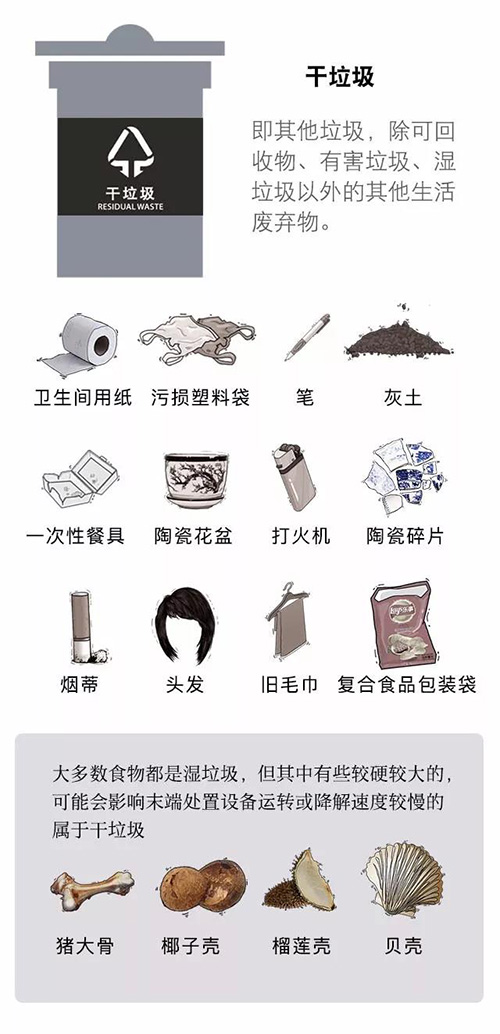 干垃圾
即其他垃圾，除可回
收物、有害垃圾、湿
垃圾以外的其他生活
废弃物。
干垃圾
RESIDUAL WASTE
卫生间用纸 污损塑料袋 笔 灰土
一次性餐具 陶瓷花盆 打火机 陶瓷碎片
烟蒂 头发 旧毛巾 复合食品包装袋
大多数食物都是湿垃圾，但其中有些较硬较大的，
可能会影响末端处置设备运转或降解速度较慢的
属于干垃圾
猪大骨 椰子壳 榴莲壳 贝壳